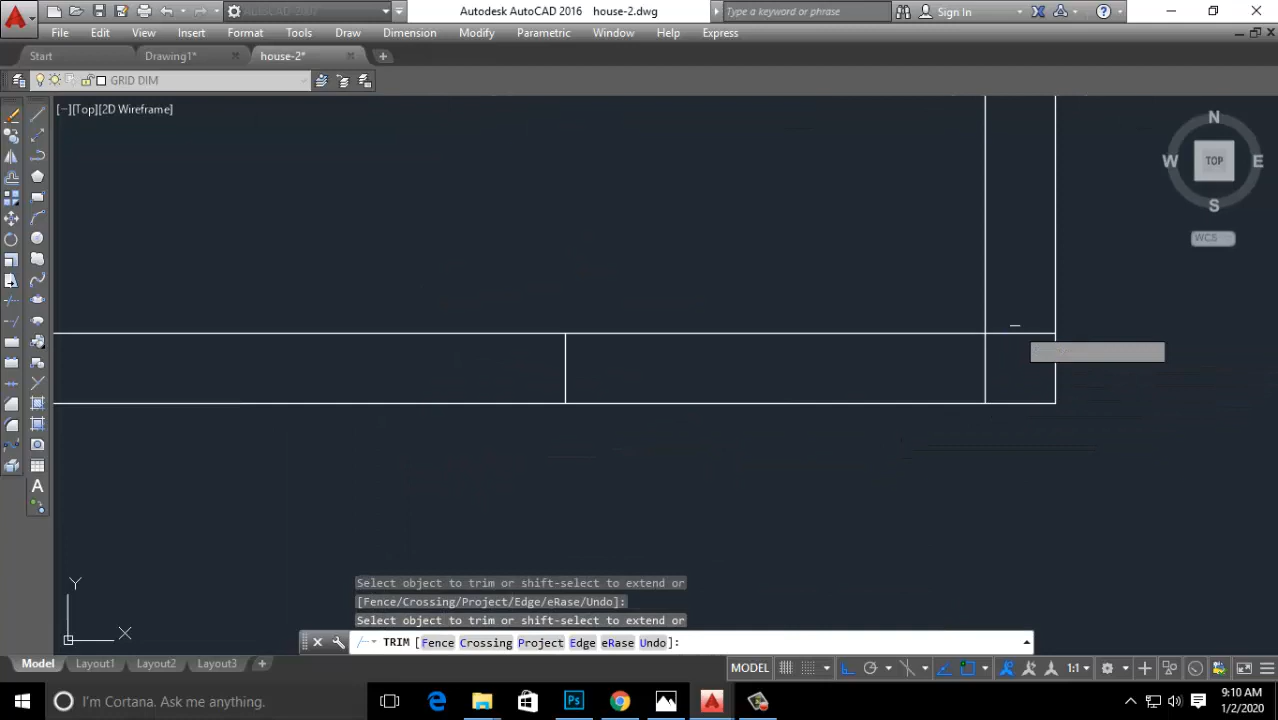 Autodesk AutoCAD 2016 house-2.dwg
Type a keyword or phrase
Sign In
File Edit View Insert Format Tools Draw Dimension Modify Parametric Window Help Express
Start Drawing1* house-2*
GRID DIM
[−][Top][2D Wireframe]
N
W TOP E
S
WCS
A
Y
X
Select object to trim or shift-select to extend or
[Fence/Crossing/Project/Edge/eRase/Undo]:
Select object to trim or shift-select to extend or
TRIM [Fence Crossing Project Edge eRase Undo]:
Model Layout1 Layout2 Layout3
MODEL 1:1
I'm Cortana. Ask me anything.
Ps
9:10 AM
1/2/2020